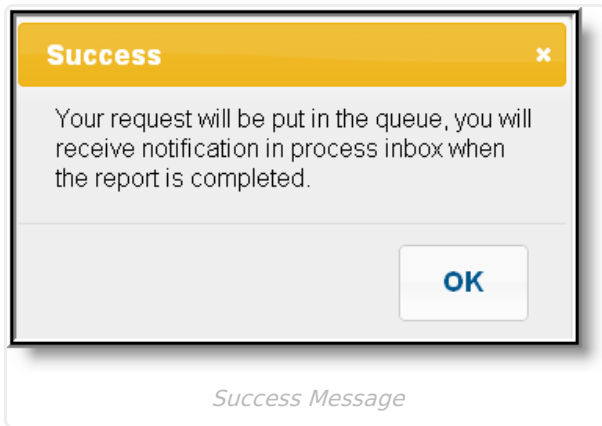 Success
Your request will be put in the queue, you will
receive notification in process inbox when
the report is completed.
OK
Success Message